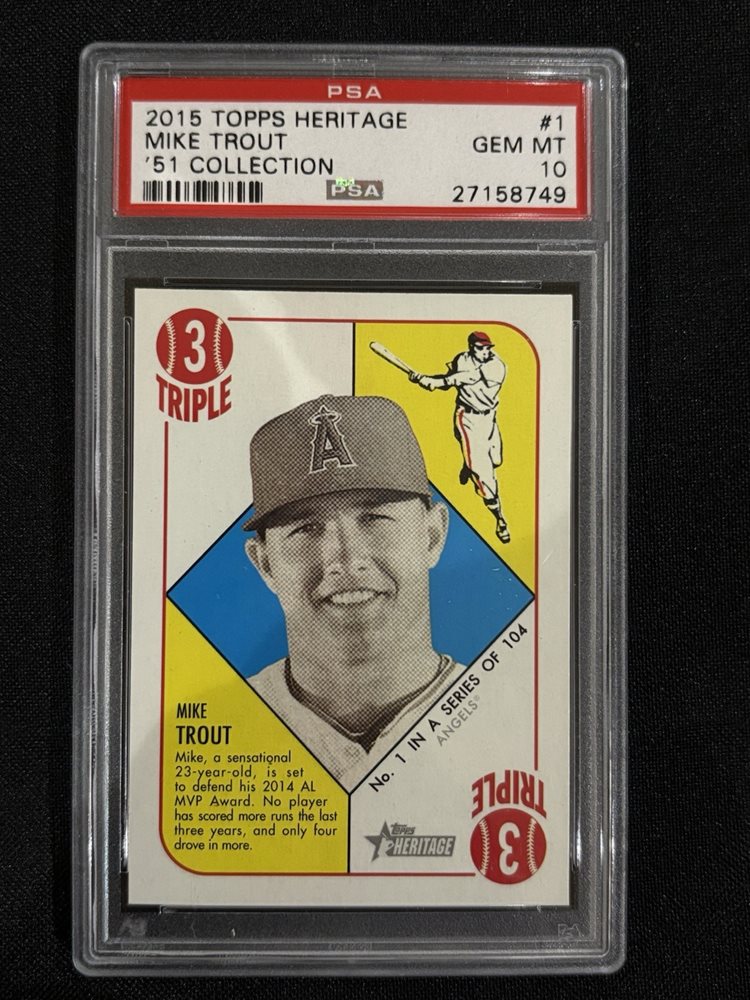 PSA
2015 TOPPS HERITAGE #1
MIKE TROUT GEM MT
'51 COLLECTION 10
PSA 27158749
3
TRIPLE
A
MIKE
TROUT
Mike, a sensational
23-year-old, is set
to defend his 2014 AL
MVP Award. No player
has scored more runs the last
three years, and only four
drove in more.
No. 1 IN A SERIES OF 104
ANGELS®
TOPPS
HERITAGE
TRIPLE
3